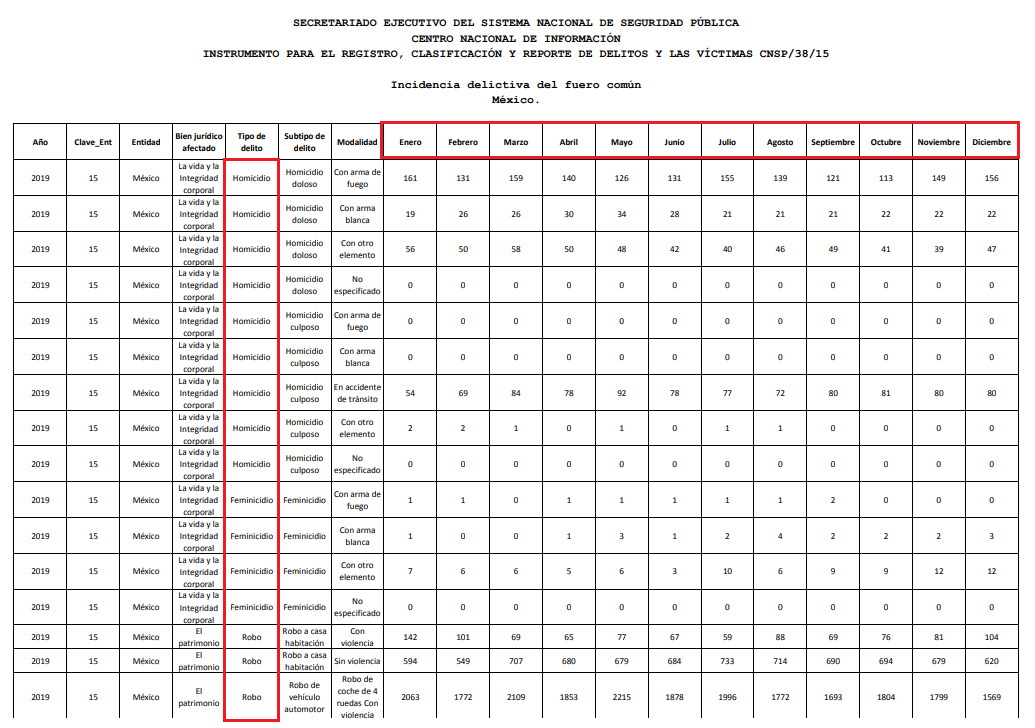 SECRETARIADO EJECUTIVO DEL SISTEMA NACIONAL DE SEGURIDAD PÚBLICA
CENTRO NACIONAL DE INFORMACIÓN
INSTRUMENTO PARA EL REGISTRO, CLASIFICACIÓN Y REPORTE DE DELITOS Y LAS VÍCTIMAS CNSP/38/15
Incidencia delictiva del fuero común
México.
Año Clave_Ent Entidad Bien jurídico afectado Tipo de delito Subtipo de delito Modalidad Enero Febrero Marzo Abril Mayo Junio Julio Agosto Septiembre Octubre Noviembre Diciembre
2019 15 México La vida y la Integridad corporal Homicidio Homicidio doloso Con arma de fuego 161 131 159 140 126 131 155 139 121 113 149 156
2019 15 México La vida y la Integridad corporal Homicidio Homicidio doloso Con arma blanca 19 26 26 30 34 28 21 21 21 22 22 22
2019 15 México La vida y la Integridad corporal Homicidio Homicidio doloso Con otro elemento 56 50 58 50 48 42 40 46 49 41 39 47
2019 15 México La vida y la Integridad corporal Homicidio Homicidio doloso No especificado 0 0 0 0 0 0 0 0 0 0 0 0
2019 15 México La vida y la Integridad corporal Homicidio Homicidio culposo Con arma de fuego 0 0 0 0 0 0 0 0 0 0 0 0
2019 15 México La vida y la Integridad corporal Homicidio Homicidio culposo Con arma blanca 0 0 0 0 0 0 0 0 0 0 0 0
2019 15 México La vida y la Integridad corporal Homicidio Homicidio culposo En accidente de tránsito 54 69 84 78 92 78 77 72 80 81 80 80
2019 15 México La vida y la Integridad corporal Homicidio Homicidio culposo Con otro elemento 2 2 1 0 1 0 1 1 0 0 0 0
2019 15 México La vida y la Integridad corporal Homicidio Homicidio culposo No especificado 0 0 0 0 0 0 0 0 0 0 0 0
2019 15 México La vida y la Integridad corporal Feminicidio Feminicidio Con arma de fuego 1 1 0 1 1 1 1 1 2 0 0 0
2019 15 México La vida y la Integridad corporal Feminicidio Feminicidio Con arma blanca 1 0 0 1 3 1 2 4 2 2 2 3
2019 15 México La vida y la Integridad corporal Feminicidio Feminicidio Con otro elemento 7 6 6 5 6 3 10 6 9 9 12 12
2019 15 México La vida y la Integridad corporal Feminicidio Feminicidio No especificado 0 0 0 0 0 0 0 0 0 0 0 0
2019 15 México El patrimonio Robo Robo a casa habitación Con violencia 142 101 69 65 77 67 59 88 69 76 81 104
2019 15 México El patrimonio Robo Robo a casa habitación Sin violencia 594 549 707 680 679 684 733 714 690 694 679 620
2019 15 México El patrimonio Robo Robo de vehículo automotor Robo de coche de 4 ruedas Con violencia 2063 1772 2109 1853 2215 1878 1996 1772 1693 1804 1799 1569